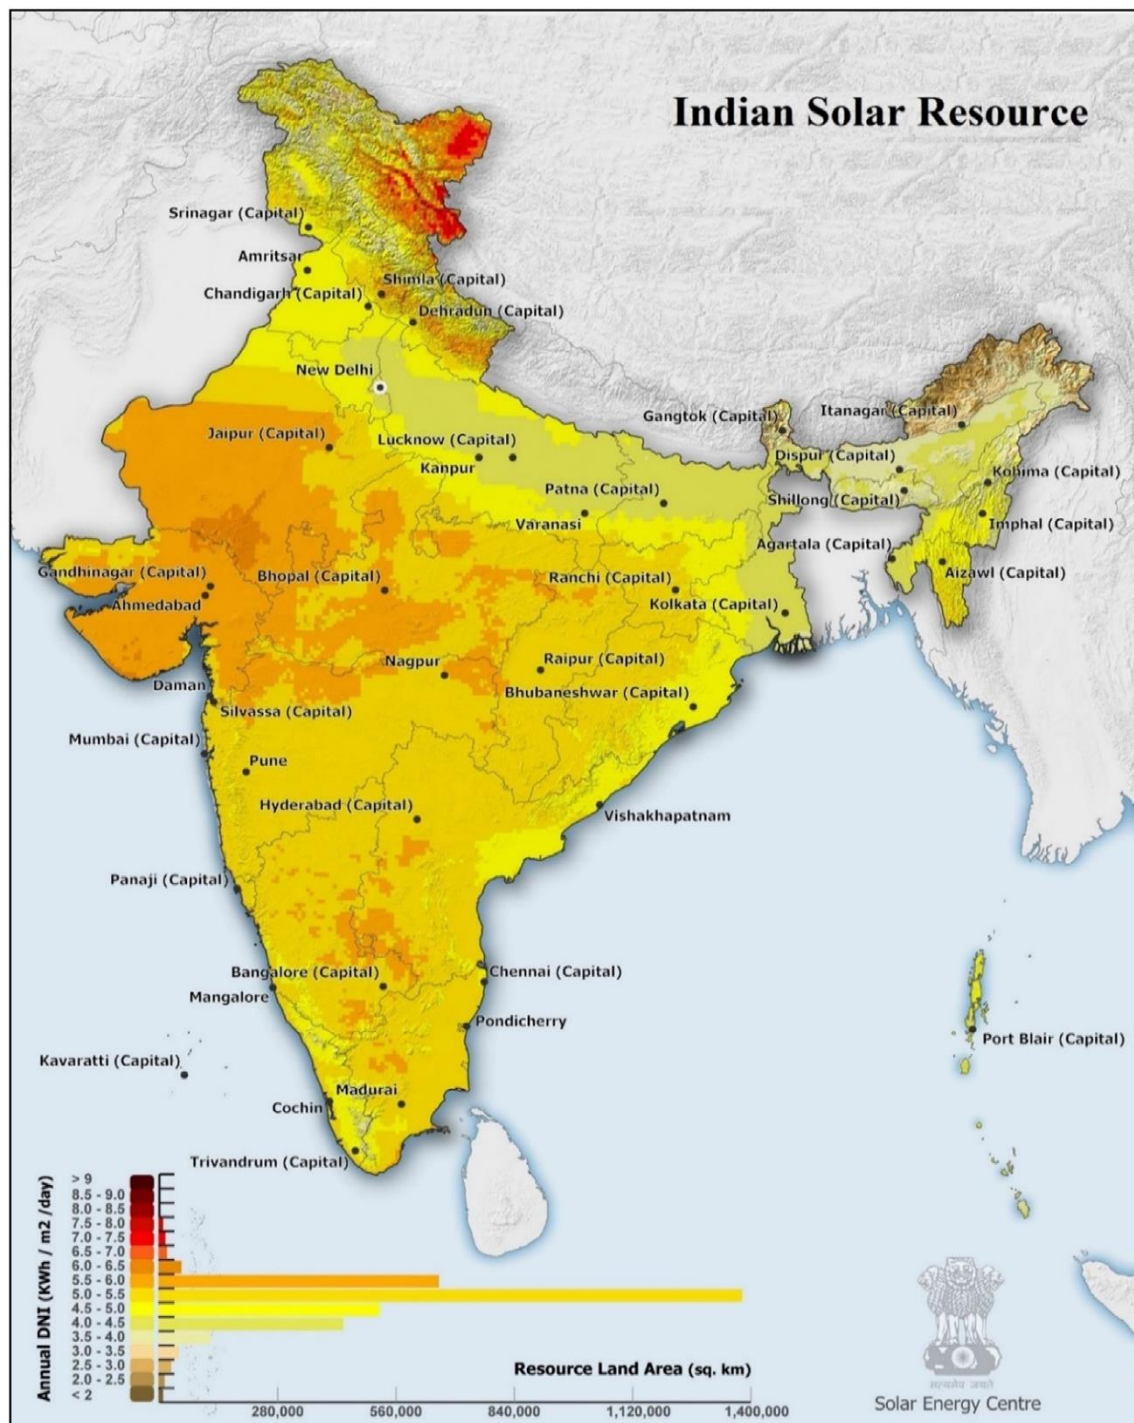 Indian Solar Resource
Srinagar (Capital)
Amritsar
Shimla (Capital)
Chandigarh (Capital)
Dehradun (Capital)
New Delhi
Gangtok (Capital)
Itanagar (Capital)
Jaipur (Capital)
Lucknow (Capital)
Kanpur
Dispur (Capital)
Kohima (Capital)
Patna (Capital)
Shillong (Capital)
Varanasi
Imphal (Capital)
Agartala (Capital)
Gandhinagar (Capital)
Bhopal (Capital)
Ranchi (Capital)
Aizawl (Capital)
Ahmedabad
Kolkata (Capital)
Nagpur
Raipur (Capital)
Daman
Bhubaneshwar (Capital)
Silvassa (Capital)
Mumbai (Capital)
Pune
Hyderabad (Capital)
Vishakhapatnam
Panaji (Capital)
Bangalore (Capital)
Chennai (Capital)
Mangalore
Pondicherry
Port Blair (Capital)
Kavaratti (Capital)
Madurai
Cochin
Trivandrum (Capital)
Annual DNI (KWh / m2 /day)
> 9
8.5 - 9.0
8.0 - 8.5
7.5 - 8.0
7.0 - 7.5
6.5 - 7.0
6.0 - 6.5
5.5 - 6.0
5.0 - 5.5
4.5 - 5.0
4.0 - 4.5
3.5 - 4.0
3.0 - 3.5
2.5 - 3.0
2.0 - 2.5
< 2
Resource Land Area (sq. km)
280,000
560,000
840,000
1,120,000
1,400,000
सत्यमेव जयते
Solar Energy Centre